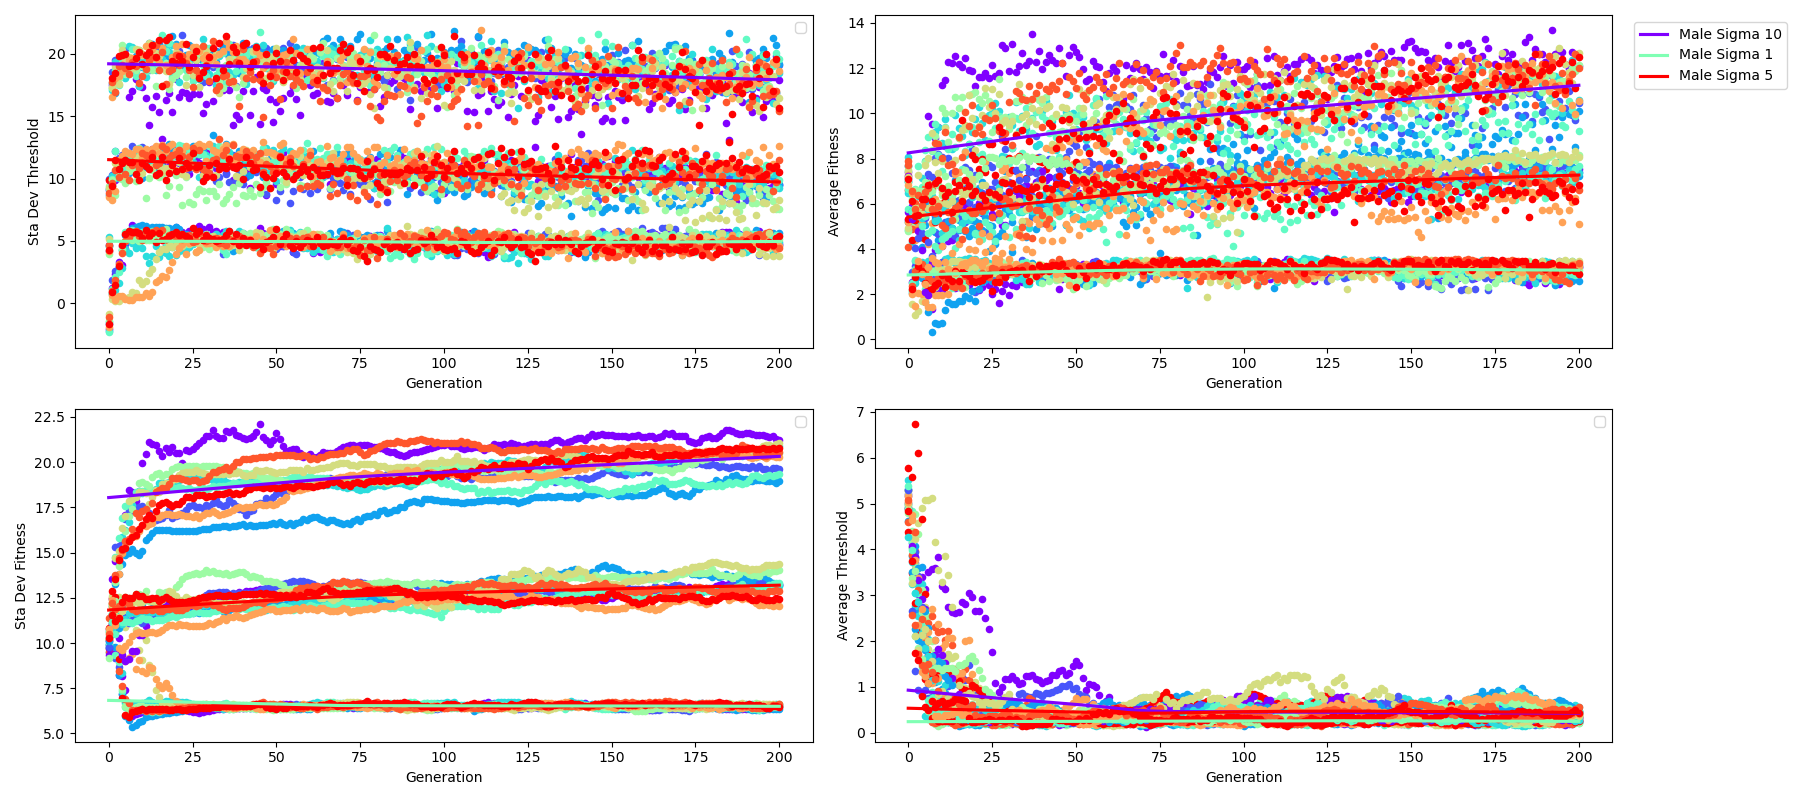 20
15
10
5
0
Sta Dev Threshold
0 25 50 75 100 125 150 175 200
Generation
14
12
10
8
6
4
2
0
Average Fritness
0 25 50 75 100 125 150 175 200
Generation
Male Sigma 10
Male Sigma 1
Male Sigma 5
22.5
20.0
17.5
15.0
12.5
10.0
7.5
5.0
Sta Dev Fitness
0 25 50 75 100 125 150 175 200
Generation
7
6
5
4
3
2
1
0
Average Threshold
0 25 50 75 100 125 150 175 200
Generation